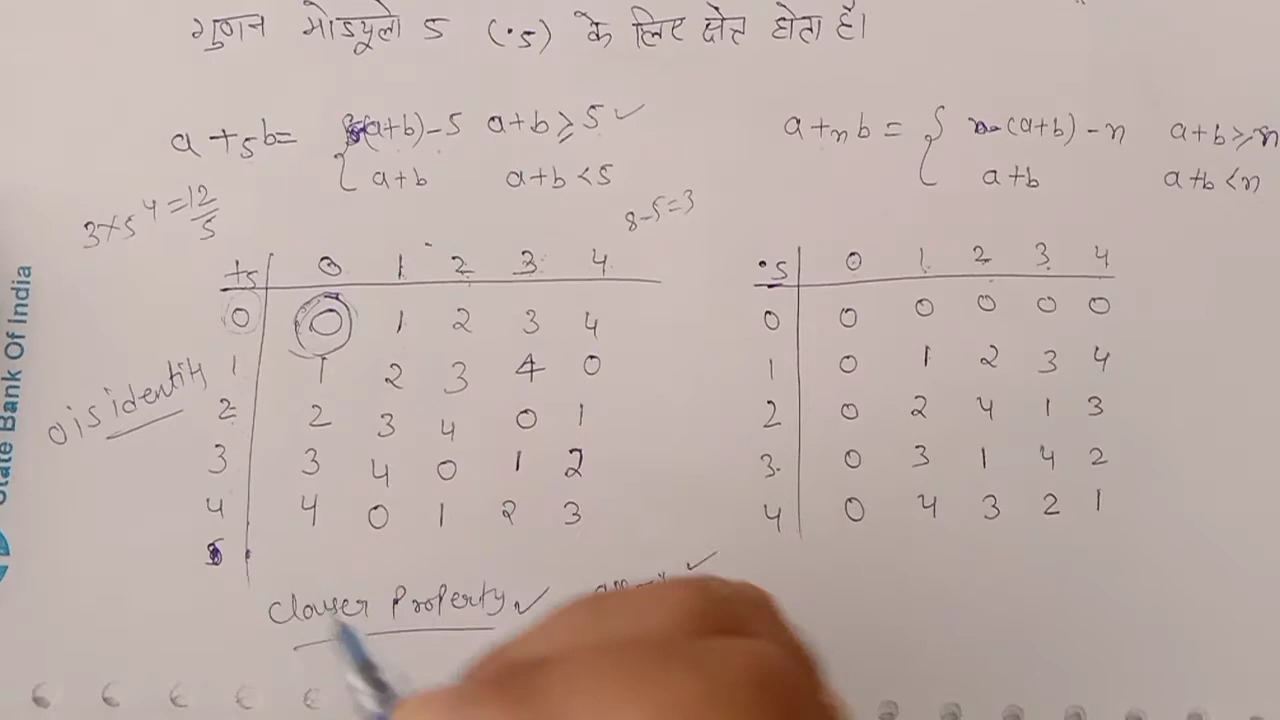 गुणन मोड्यूलो 5 (·5) के लिए क्षेत्र होता है।
a +5 b = { (a+b) - 5 a+b ≥ 5 ✓
a+b a+b < 5
a +n b = { (a+b) - n a+b ≥ n
a+b a+b < n
3 ×5 4 = 12/5
8-5=3
+5 0 1 2 3 4
0 0 1 2 3 4
1 1 2 3 4 0
2 2 3 4 0 1
3 3 4 0 1 2
4 4 0 1 2 3
0 is identity
·5 0 1 2 3 4
0 0 0 0 0 0
1 0 1 2 3 4
2 0 2 4 1 3
3 0 3 1 4 2
4 0 4 3 2 1
Clouser Property ✓
State Bank Of India